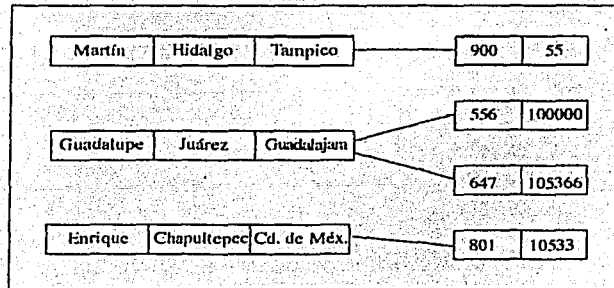 Martín Hidalgo Tampico 900 55
556 100000
Guadalupe Juárez Guadalajara
647 105366
Enrique Chapultepec Cd. de Méx. 801 10533